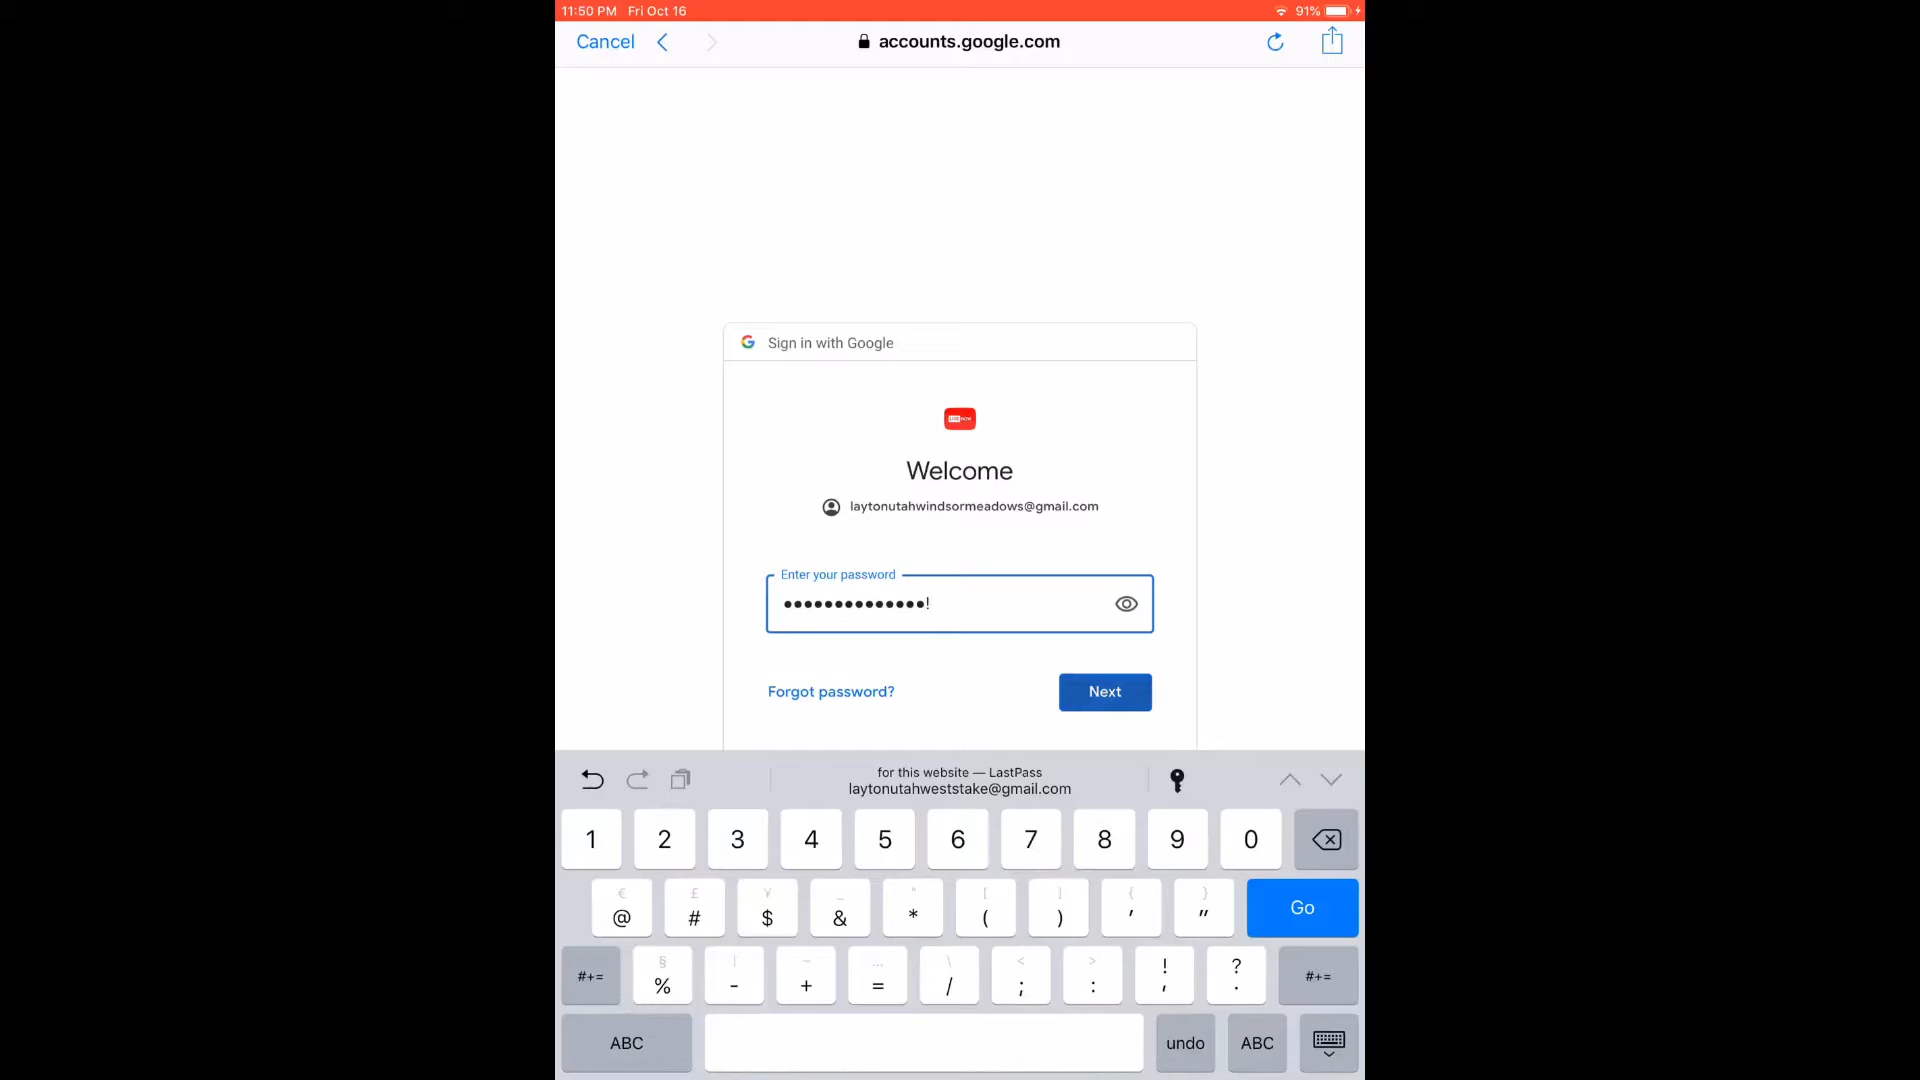 11:50 PM Fri Oct 16 91%
Cancel accounts.google.com
Sign in with Google
Welcome
laytonutahwindsormeadows@gmail.com
Enter your password
••••••••••••••!
Forgot password? Next
for this website — LastPass
laytonutahweststake@gmail.com
1 2 3 4 5 6 7 8 9 0
€ £ ¥ _ ^ [ ] { }
@ # $ & * ( ) ' " Go
§ | ~ … \ < > ! ?
#+= % - + = / ; : , . #+=
ABC undo ABC